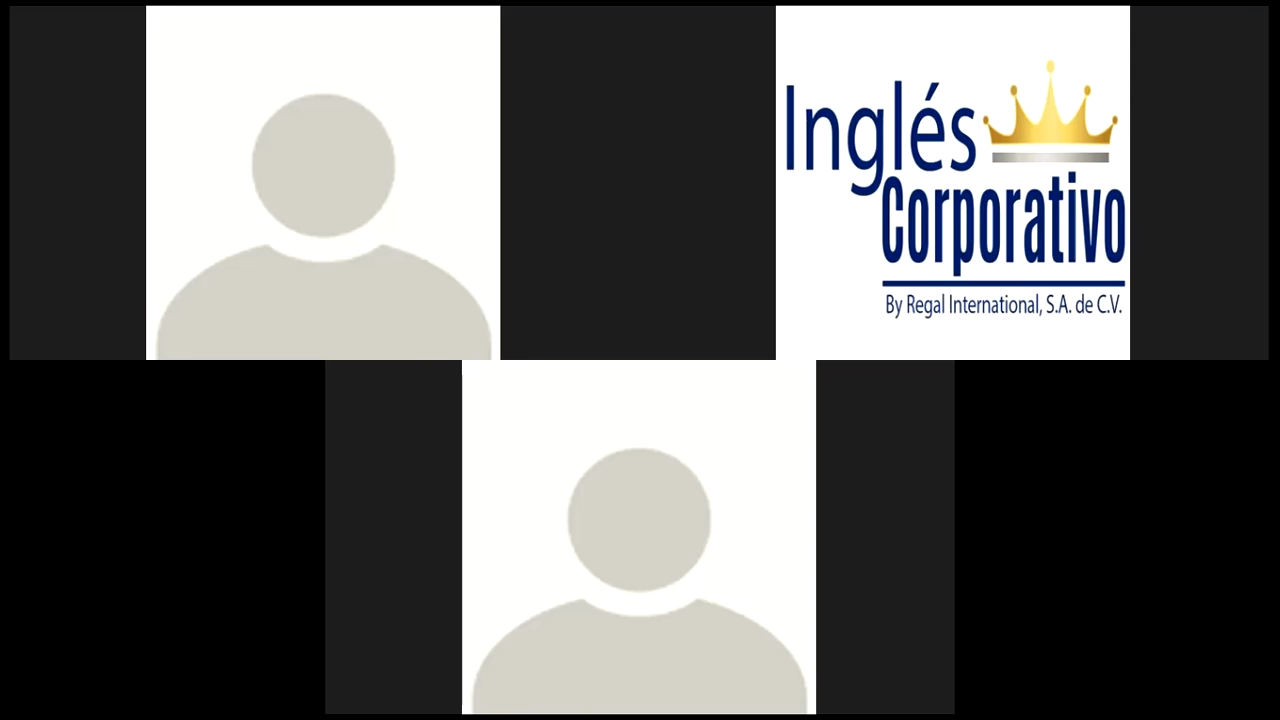 Inglés
Corporativo
By Regal International, S.A. de C.V.